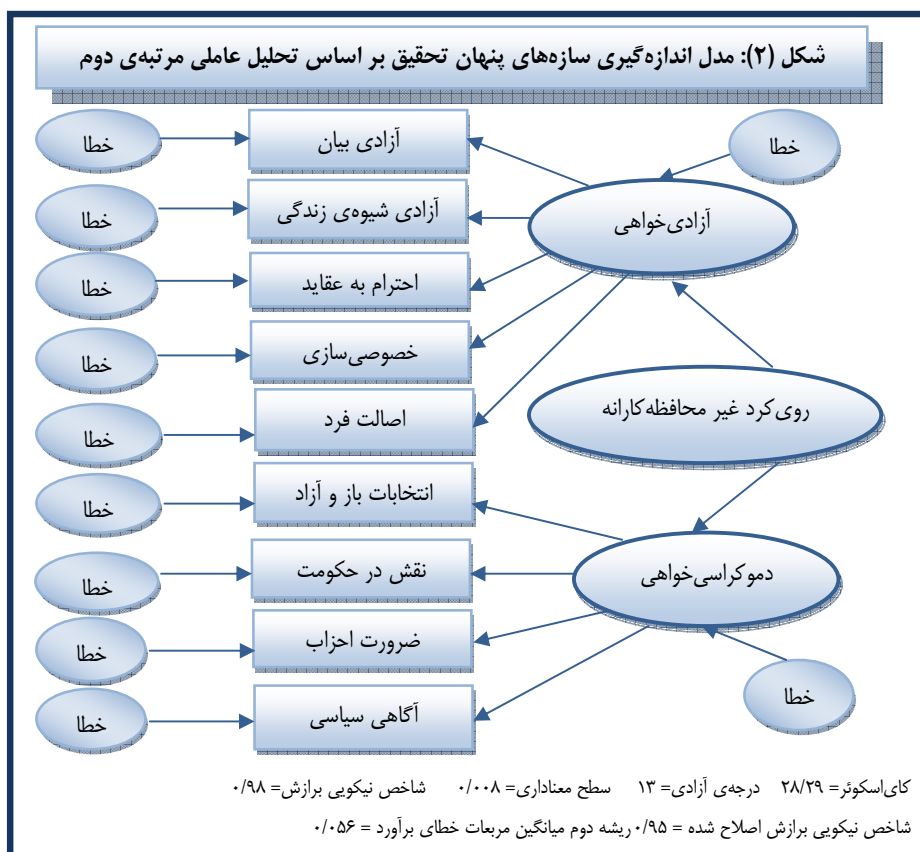 شکل (۲): مدل اندازه‌گیری سازه‌های پنهان تحقیق بر اساس تحلیل عاملی مرتبه‌ی دوم
خطا
آزادی بیان
خطا
آزادی شیوه‌ی زندگی
خطا
آزادی‌خواهی
احترام به عقاید
خطا
خصوصی‌سازی
خطا
روی‌کرد غیر محافظه‌کارانه
اصالت فرد
خطا
انتخابات باز و آزاد
خطا
دموکراسی‌خواهی
نقش در حکومت
خطا
ضرورت احزاب
خطا
خطا
آگاهی سیاسی
خطا
کای‌اسکوئر= ۲۸/۲۹ درجه‌ی آزادی= ۱۳ سطح معناداری= ۰/۰۰۸ شاخص نیکویی برازش= ۰/۹۸
شاخص نیکویی برازش اصلاح شده = ۰/۹۵ ریشه دوم میانگین مربعات خطای برآورد = ۰/۰۵۶